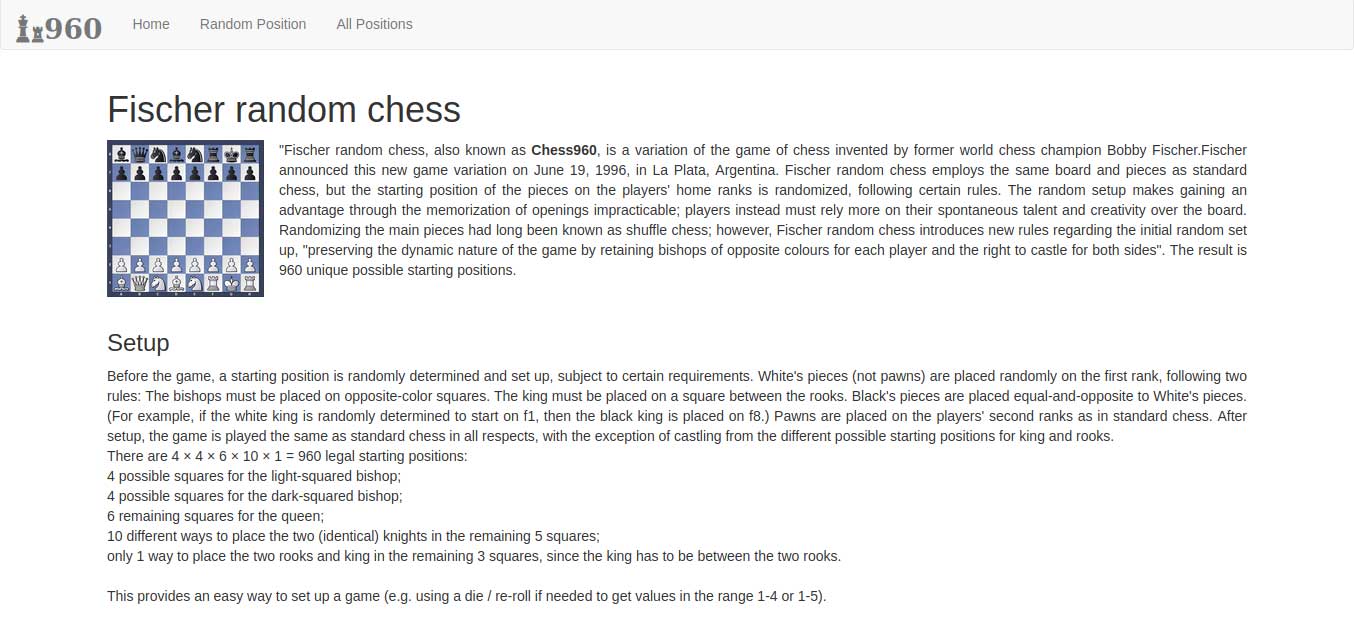 960
Home
Random Position
All Positions
Fischer random chess
"Fischer random chess, also known as Chess960, is a variation of the game of chess invented by former world chess champion Bobby Fischer.Fischer
announced this new game variation on June 19, 1996, in La Plata, Argentina. Fischer random chess employs the same board and pieces as standard
chess, but the starting position of the pieces on the players' home ranks is randomized, following certain rules. The random setup makes gaining an
advantage through the memorization of openings impracticable; players instead must rely more on their spontaneous talent and creativity over the board.
Randomizing the main pieces had long been known as shuffle chess; however, Fischer random chess introduces new rules regarding the initial random set
up, "preserving the dynamic nature of the game by retaining bishops of opposite colours for each player and the right to castle for both sides". The result is
960 unique possible starting positions.
Setup
Before the game, a starting position is randomly determined and set up, subject to certain requirements. White's pieces (not pawns) are placed randomly on the first rank, following two
rules: The bishops must be placed on opposite-color squares. The king must be placed on a square between the rooks. Black's pieces are placed equal-and-opposite to White's pieces.
(For example, if the white king is randomly determined to start on f1, then the black king is placed on f8.) Pawns are placed on the players' second ranks as in standard chess. After
setup, the game is played the same as standard chess in all respects, with the exception of castling from the different possible starting positions for king and rooks.
There are 4 × 4 × 6 × 10 × 1 = 960 legal starting positions:
4 possible squares for the light-squared bishop;
4 possible squares for the dark-squared bishop;
6 remaining squares for the queen;
10 different ways to place the two (identical) knights in the remaining 5 squares;
only 1 way to place the two rooks and king in the remaining 3 squares, since the king has to be between the two rooks.
This provides an easy way to set up a game (e.g. using a die / re-roll if needed to get values in the range 1-4 or 1-5).